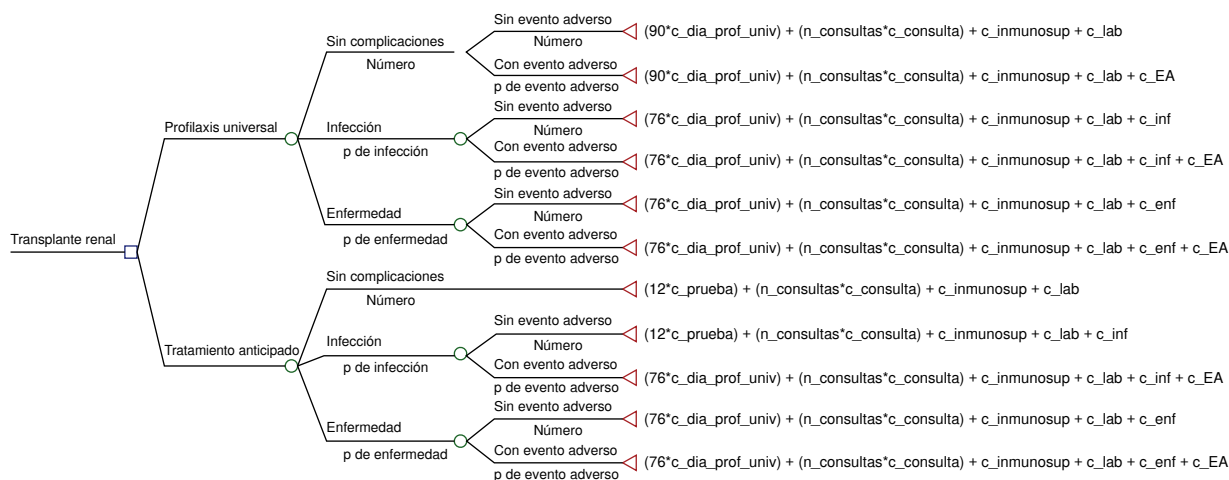 Sin evento adverso
Número
(90*c_dia_prof_univ) + (n_consultas*c_consulta) + c_inmunosup + c_lab
Sin complicaciones
Número
Con evento adverso
p de evento adverso
(90*c_dia_prof_univ) + (n_consultas*c_consulta) + c_inmunosup + c_lab + c_EA
Profilaxis universal
Infección
p de infección
Sin evento adverso
Número
(76*c_dia_prof_univ) + (n_consultas*c_consulta) + c_inmunosup + c_lab + c_inf
Con evento adverso
p de evento adverso
(76*c_dia_prof_univ) + (n_consultas*c_consulta) + c_inmunosup + c_lab + c_inf + c_EA
Enfermedad
p de enfermedad
Sin evento adverso
Número
(76*c_dia_prof_univ) + (n_consultas*c_consulta) + c_inmunosup + c_lab + c_enf
Con evento adverso
p de evento adverso
(76*c_dia_prof_univ) + (n_consultas*c_consulta) + c_inmunosup + c_lab + c_enf + c_EA
Transplante renal
Sin complicaciones
Número
(12*c_prueba) + (n_consultas*c_consulta) + c_inmunosup + c_lab
Tratamiento anticipado
Infección
p de infección
Sin evento adverso
Número
(12*c_prueba) + (n_consultas*c_consulta) + c_inmunosup + c_lab + c_inf
Con evento adverso
p de evento adverso
(76*c_dia_prof_univ) + (n_consultas*c_consulta) + c_inmunosup + c_lab + c_inf + c_EA
Enfermedad
p de enfermedad
Sin evento adverso
Número
(76*c_dia_prof_univ) + (n_consultas*c_consulta) + c_inmunosup + c_lab + c_enf
Con evento adverso
p de evento adverso
(76*c_dia_prof_univ) + (n_consultas*c_consulta) + c_inmunosup + c_lab + c_enf + c_EA